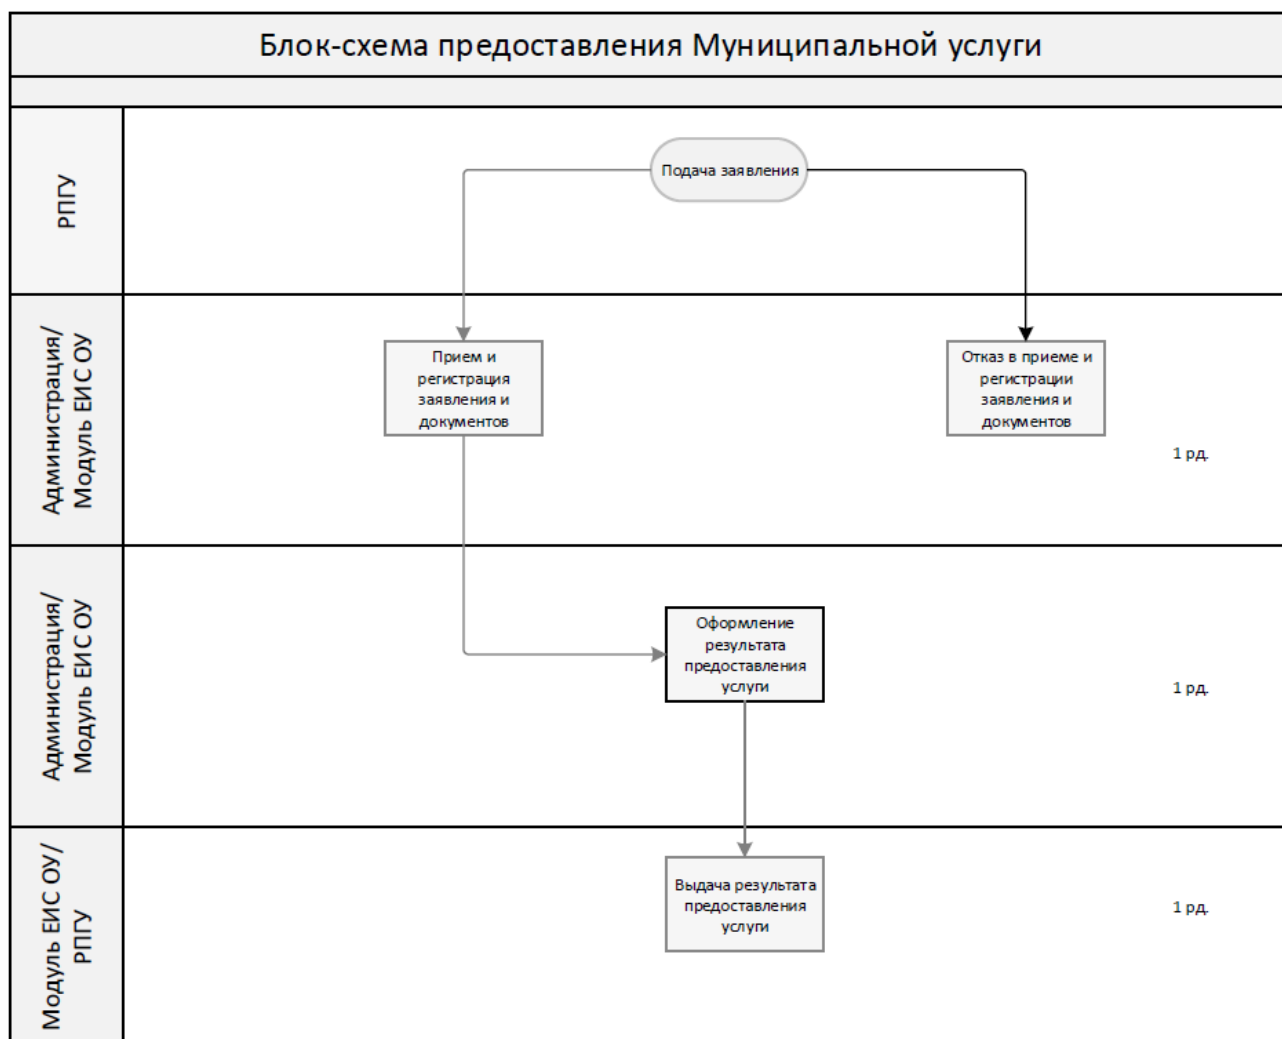 Блок-схема предоставления Муниципальной услуги
РПГУ
Подача заявления
Администрация/
Модуль ЕИС ОУ
Прием и
регистрация
заявления и
документов
Отказ в приеме и
регистрации
заявления и
документов
1 рд.
Администрация/
Модуль ЕИС ОУ
Оформление
результата
предоставления
услуги
1 рд.
Модуль ЕИС ОУ/
РПГУ
Выдача результата
предоставления
услуги
1 рд.